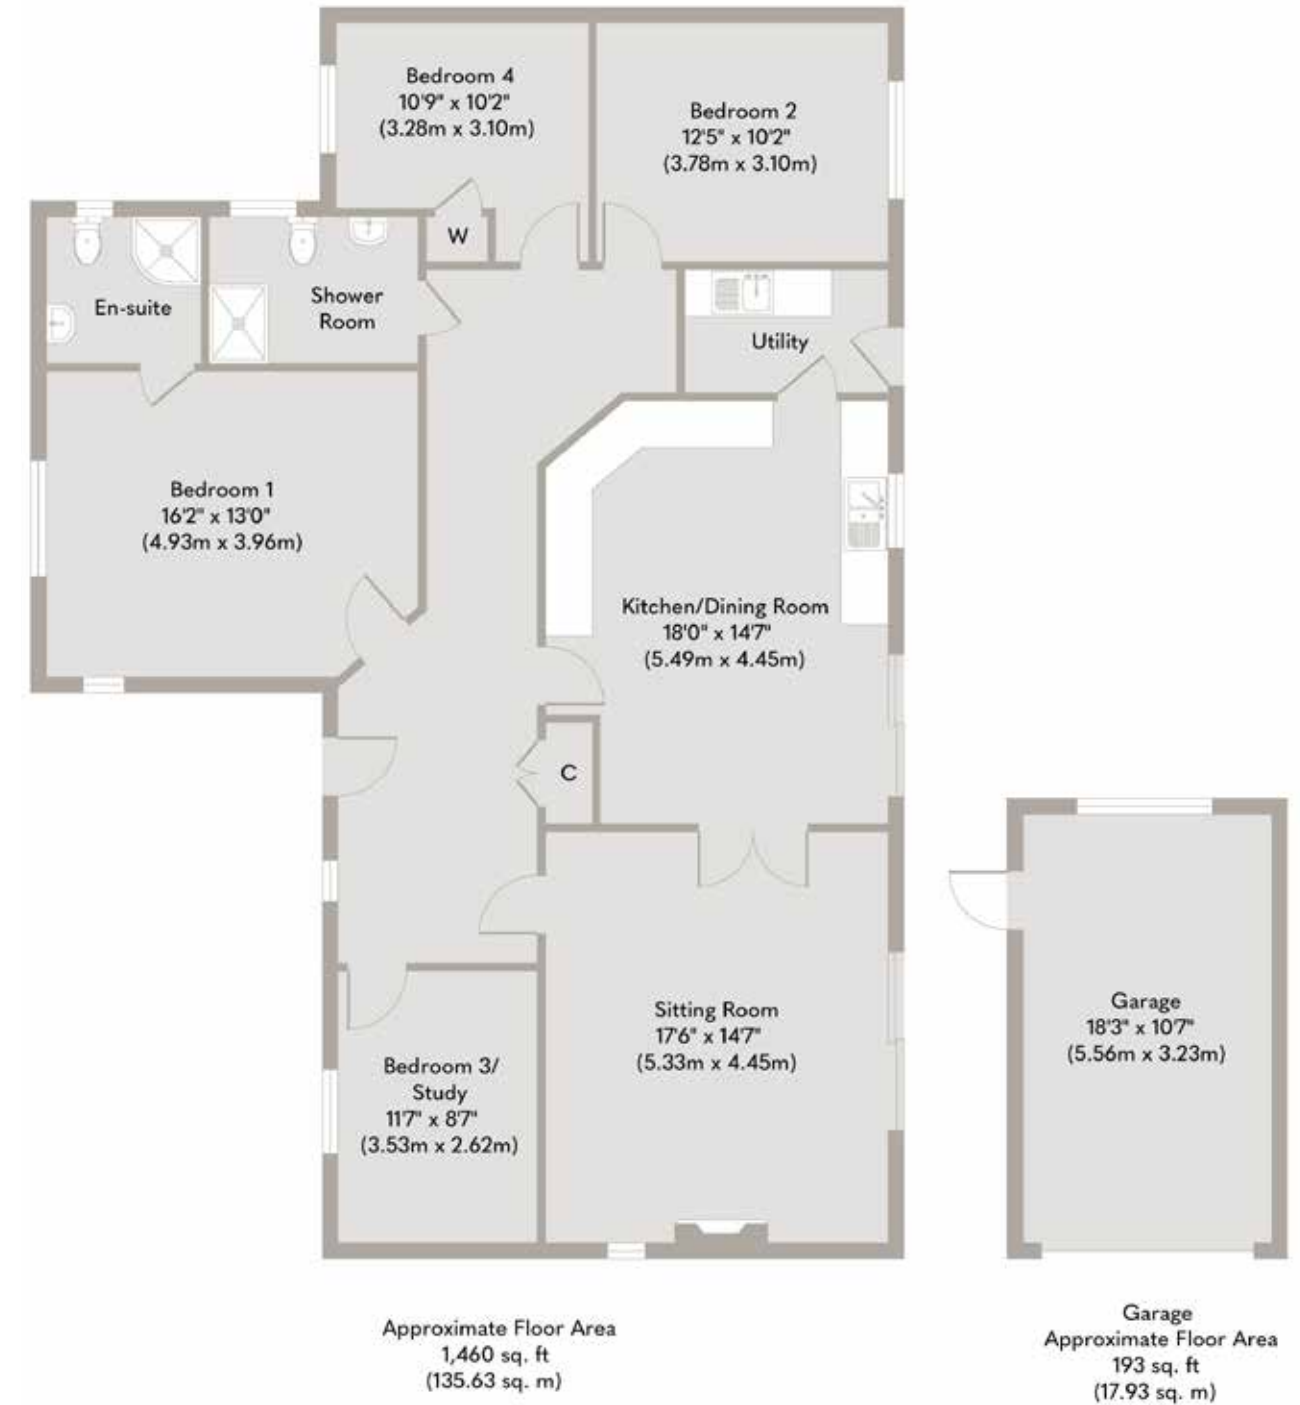 Bedroom 4
10'9" x 10'2"
(3.28m x 3.10m)
Bedroom 2
12'5" x 10'2"
(3.78m x 3.10m)
W
En-suite
Shower
Room
Utility
Bedroom 1
16'2" x 13'0"
(4.93m x 3.96m)
Kitchen/Dining Room
18'0" x 14'7"
(5.49m x 4.45m)
C
Sitting Room
17'6" x 14'7"
(5.33m x 4.45m)
Garage
18'3" x 10'7"
(5.56m x 3.23m)
Bedroom 3/
Study
11'7" x 8'7"
(3.53m x 2.62m)
Approximate Floor Area
1,460 sq. ft
(135.63 sq. m)
Garage
Approximate Floor Area
193 sq. ft
(17.93 sq. m)